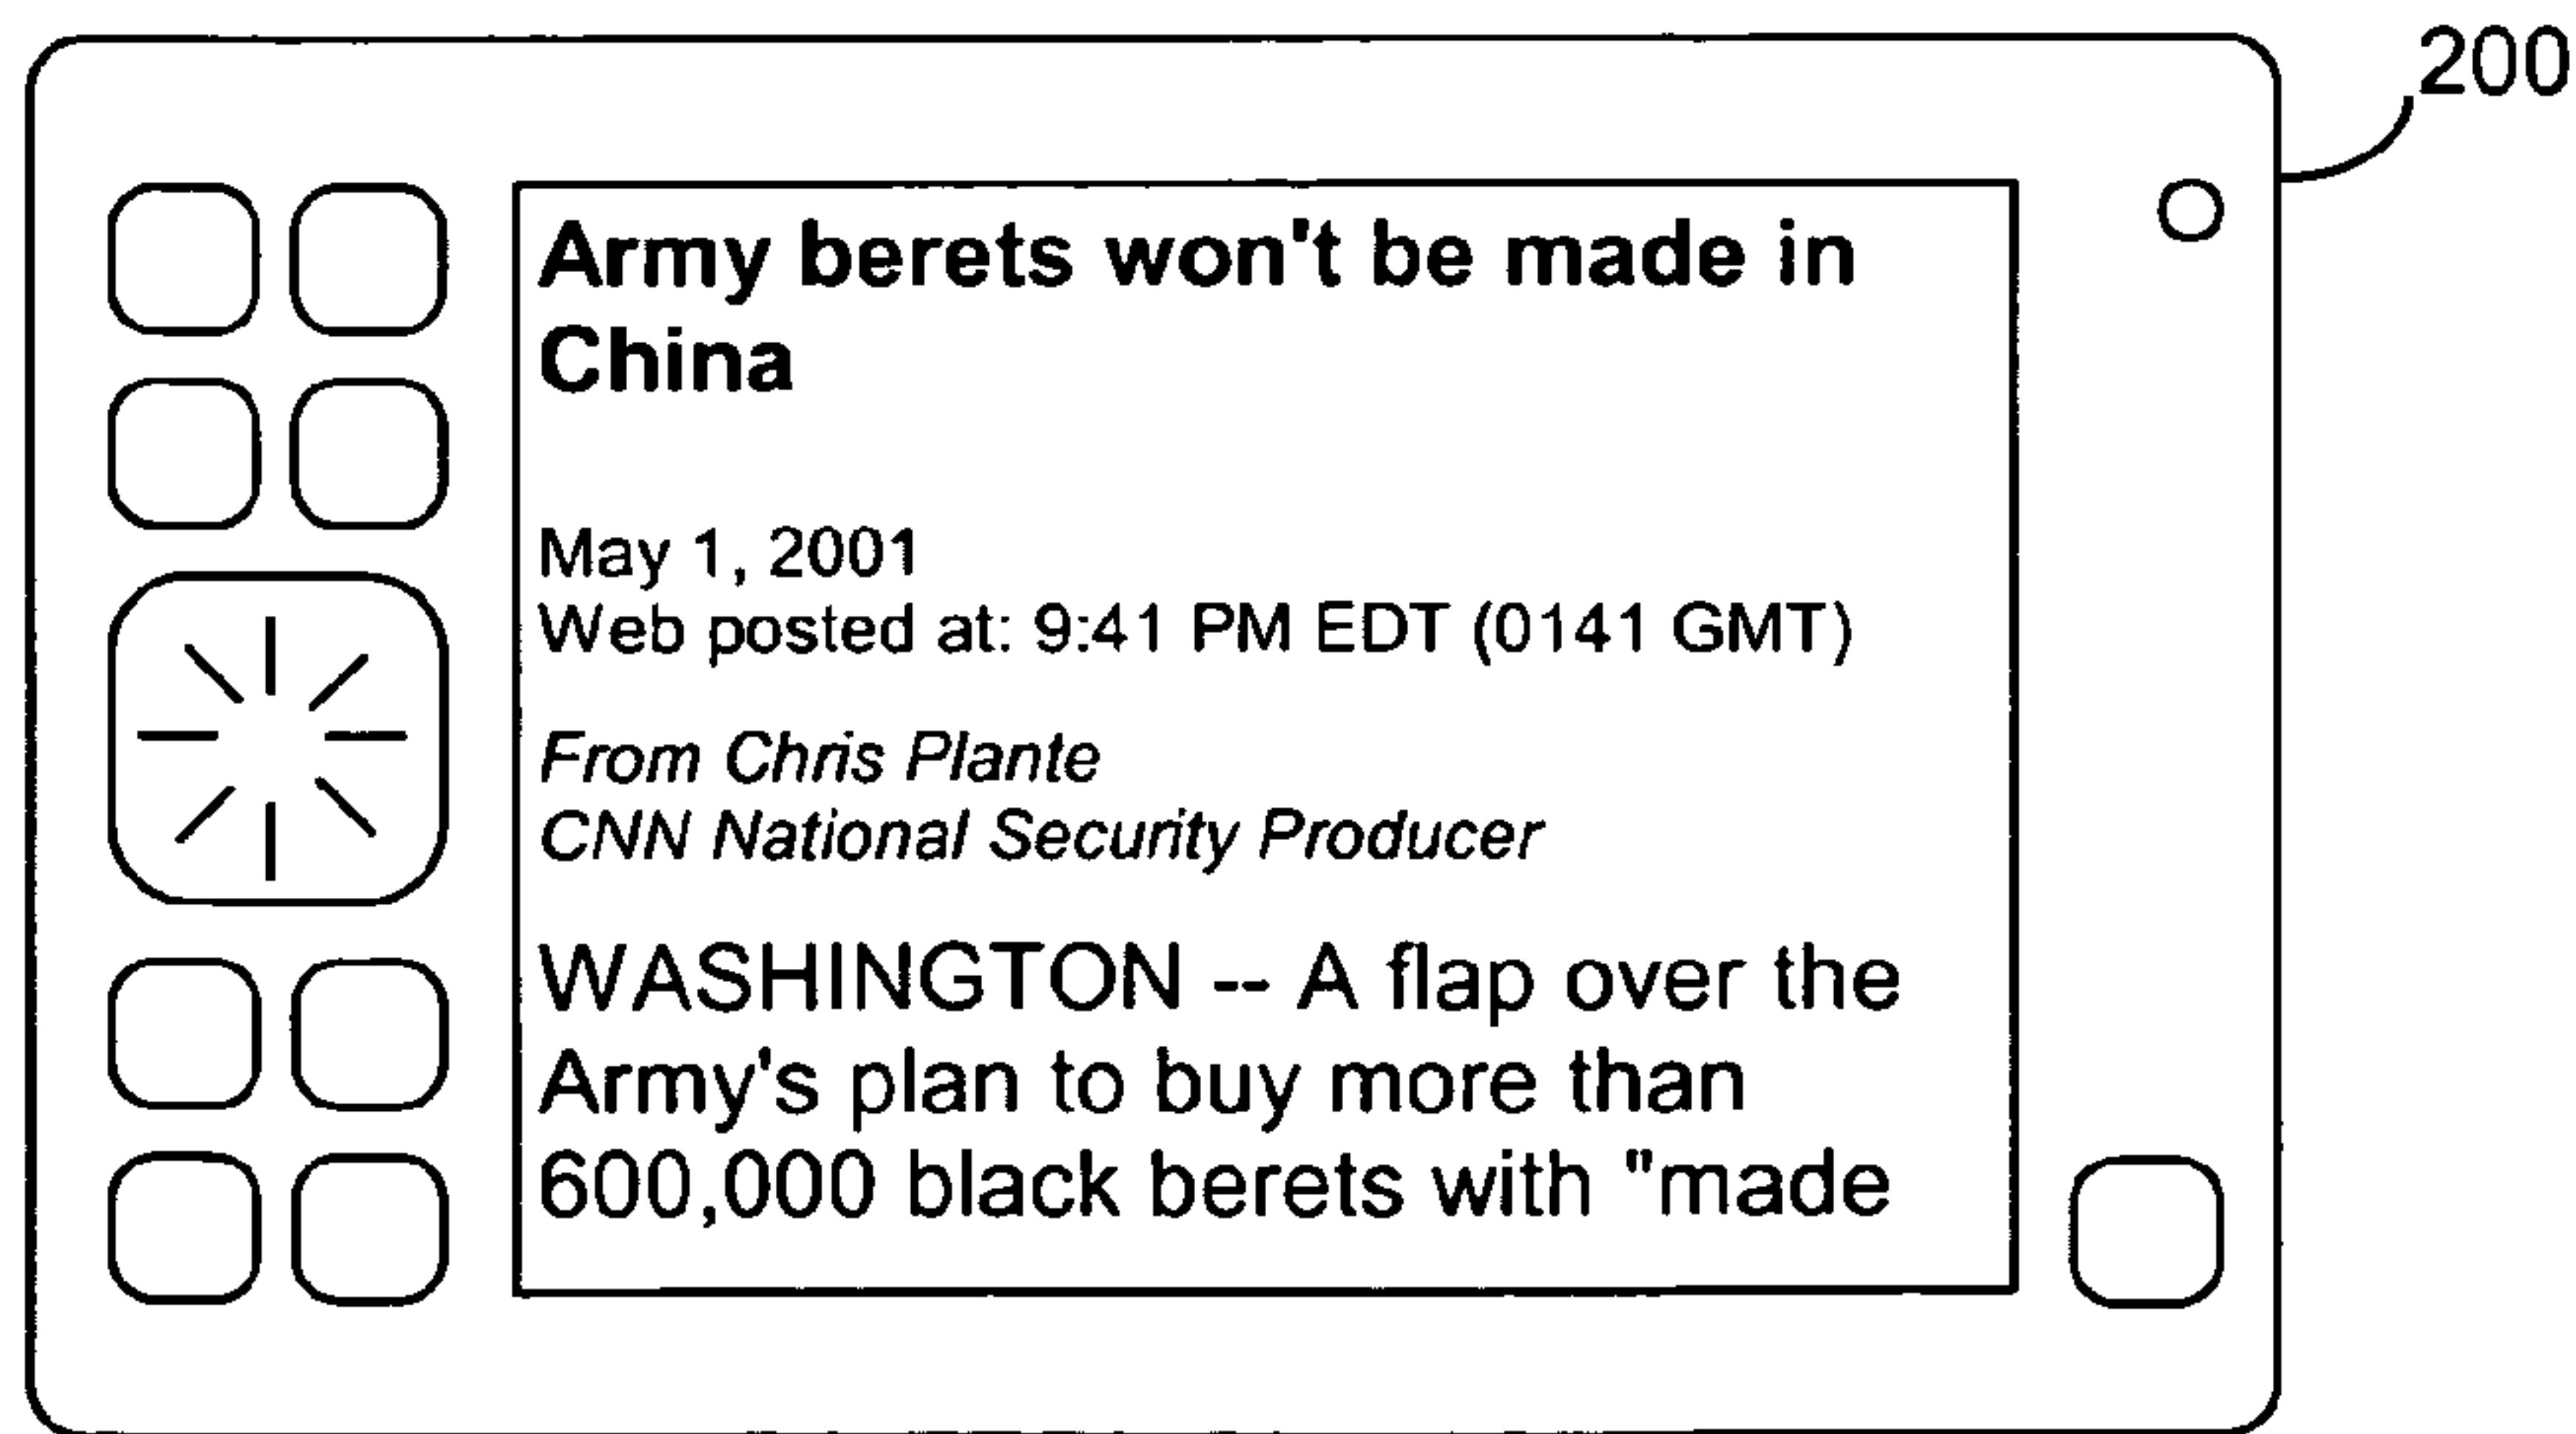 200
Army berets won't be made in
China
May 1, 2001
Web posted at: 9:41 PM EDT (0141 GMT)
From Chris Plante
CNN National Security Producer
WASHINGTON -- A flap over the
Army's plan to buy more than
600,000 black berets with "made